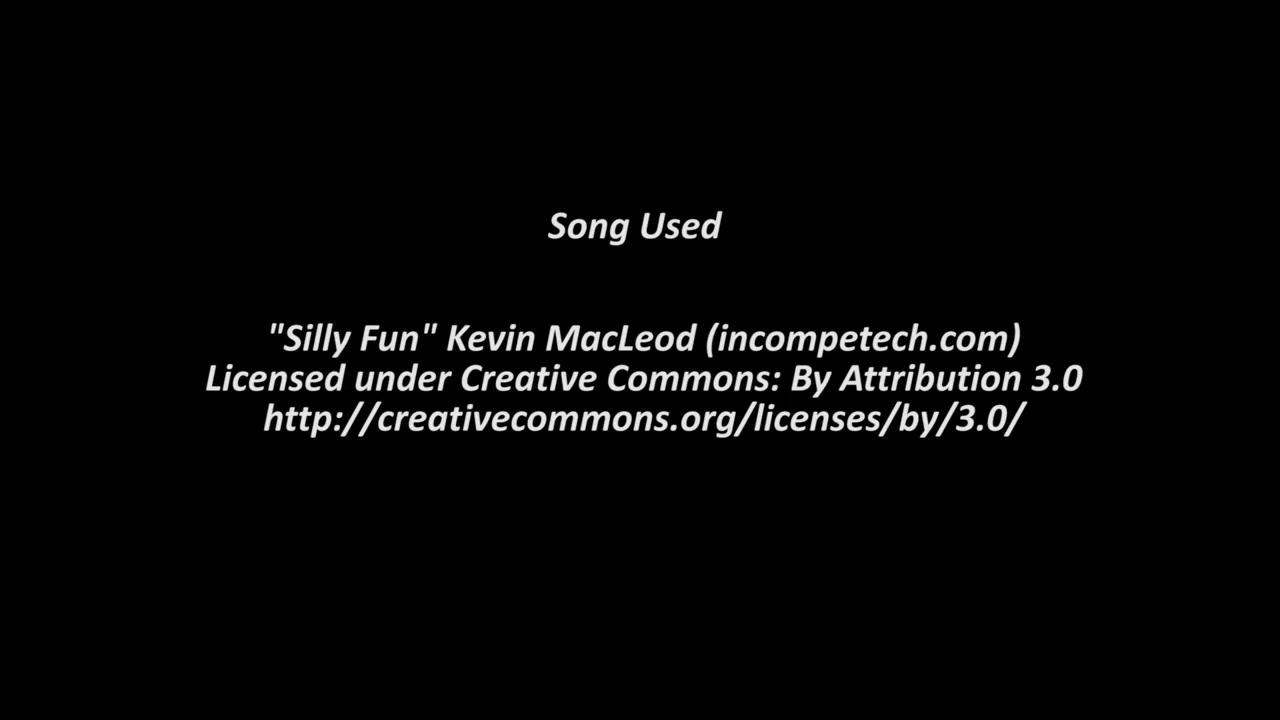 Song Used
"Silly Fun" Kevin MacLeod (incompetech.com)
Licensed under Creative Commons: By Attribution 3.0
http://creativecommons.org/licenses/by/3.0/